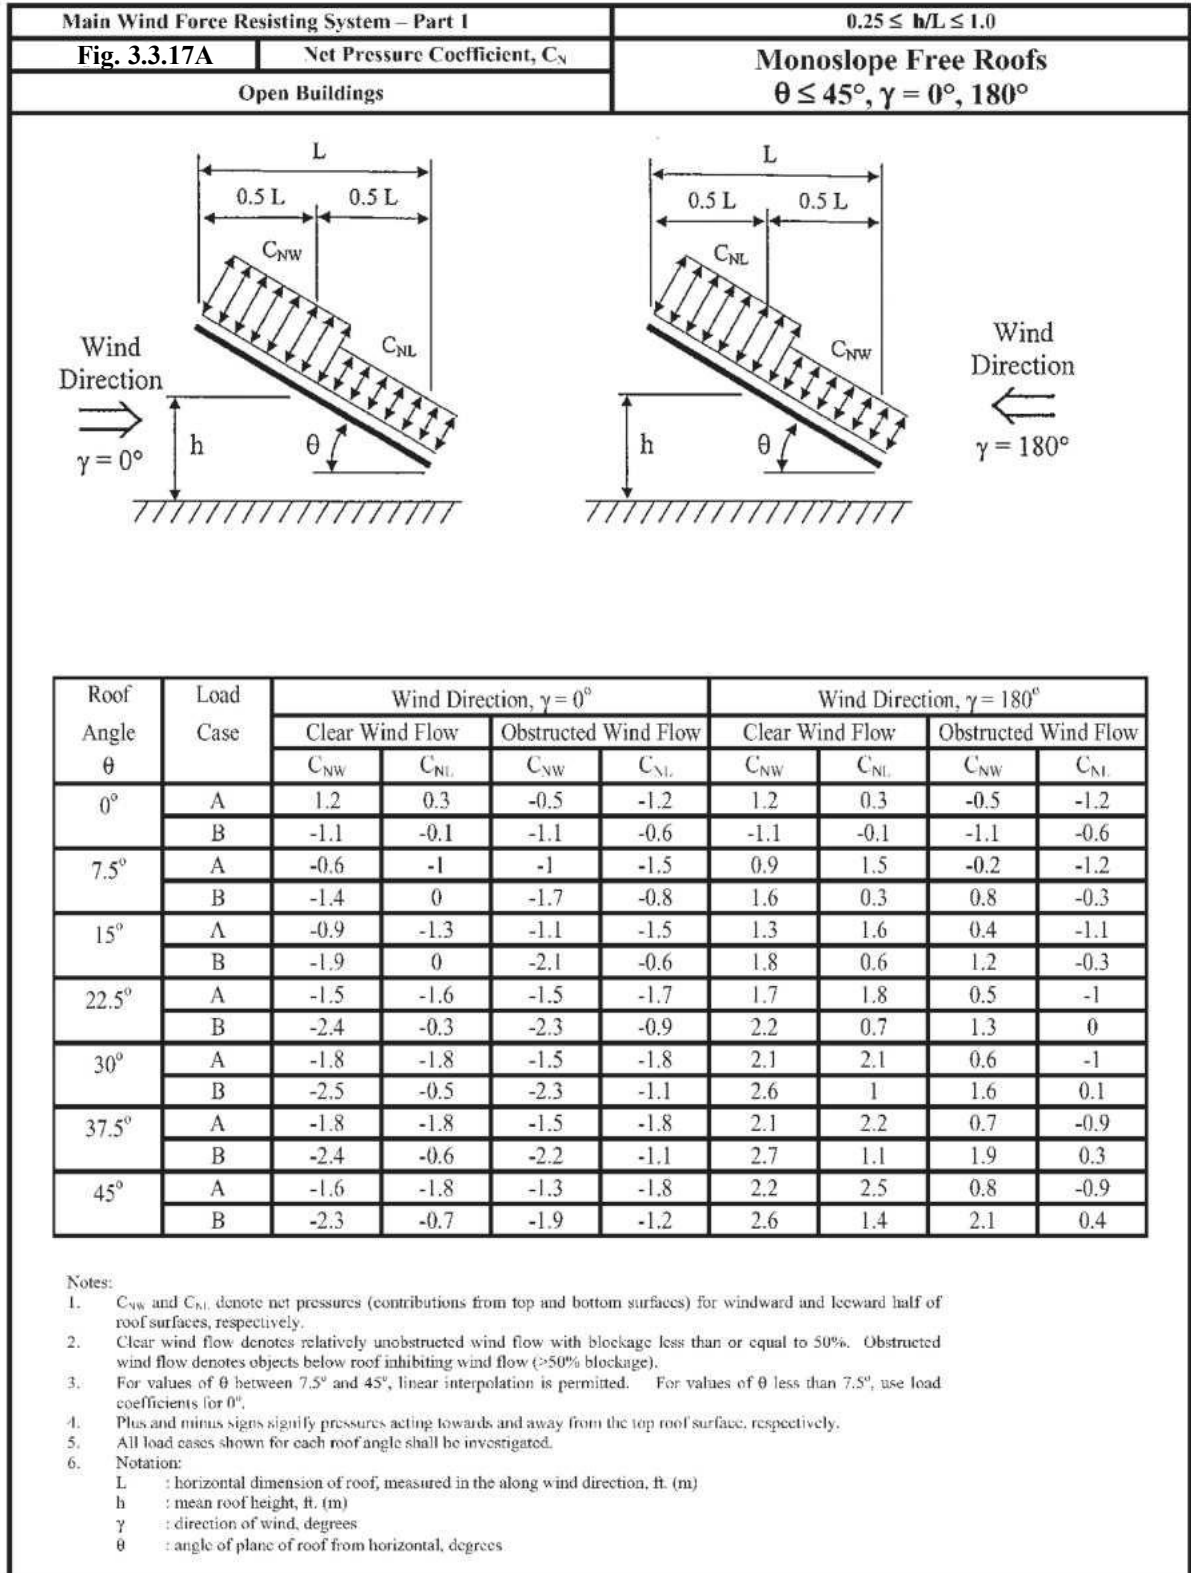 Main Wind Force Resisting System – Part 1
0.25 ≤ h/L ≤ 1.0
Fig. 3.3.17A
Net Pressure Coefficient, C_N
Monoslope Free Roofs
Open Buildings
θ ≤ 45°, γ = 0°, 180°
L
0.5 L 0.5 L
C_NW
C_NL
Wind
Direction
γ = 0°
h
θ
L
0.5 L 0.5 L
C_NL
C_NW
Wind
Direction
γ = 180°
h
θ
Roof Load Wind Direction, γ = 0° Wind Direction, γ = 180°
Angle Case Clear Wind Flow Obstructed Wind Flow Clear Wind Flow Obstructed Wind Flow
θ C_NW C_NL C_NW C_NL C_NW C_NL C_NW C_NL
0° A 1.2 0.3 -0.5 -1.2 1.2 0.3 -0.5 -1.2
B -1.1 -0.1 -1.1 -0.6 -1.1 -0.1 -1.1 -0.6
7.5° A -0.6 -1 -1 -1.5 0.9 1.5 -0.2 -1.2
B -1.4 0 -1.7 -0.8 1.6 0.3 0.8 -0.3
15° A -0.9 -1.3 -1.1 -1.5 1.3 1.6 0.4 -1.1
B -1.9 0 -2.1 -0.6 1.8 0.6 1.2 -0.3
22.5° A -1.5 -1.6 -1.5 -1.7 1.7 1.8 0.5 -1
B -2.4 -0.3 -2.3 -0.9 2.2 0.7 1.3 0
30° A -1.8 -1.8 -1.5 -1.8 2.1 2.1 0.6 -1
B -2.5 -0.5 -2.3 -1.1 2.6 1 1.6 0.1
37.5° A -1.8 -1.8 -1.5 -1.8 2.1 2.2 0.7 -0.9
B -2.4 -0.6 -2.2 -1.1 2.7 1.1 1.9 0.3
45° A -1.6 -1.8 -1.3 -1.8 2.2 2.5 0.8 -0.9
B -2.3 -0.7 -1.9 -1.2 2.6 1.4 2.1 0.4
Notes:
1. C_NW and C_NL denote net pressures (contributions from top and bottom surfaces) for windward and leeward half of
roof surfaces, respectively.
2. Clear wind flow denotes relatively unobstructed wind flow with blockage less than or equal to 50%. Obstructed
wind flow denotes objects below roof inhibiting wind flow (>50% blockage).
3. For values of θ between 7.5° and 45°, linear interpolation is permitted. For values of θ less than 7.5°, use load
coefficients for 0°.
4. Plus and minus signs signify pressures acting towards and away from the top roof surface, respectively.
5. All load cases shown for each roof angle shall be investigated.
6. Notation:
L : horizontal dimension of roof, measured in the along wind direction, ft. (m)
h : mean roof height, ft. (m)
γ : direction of wind, degrees
θ : angle of plane of roof from horizontal, degrees